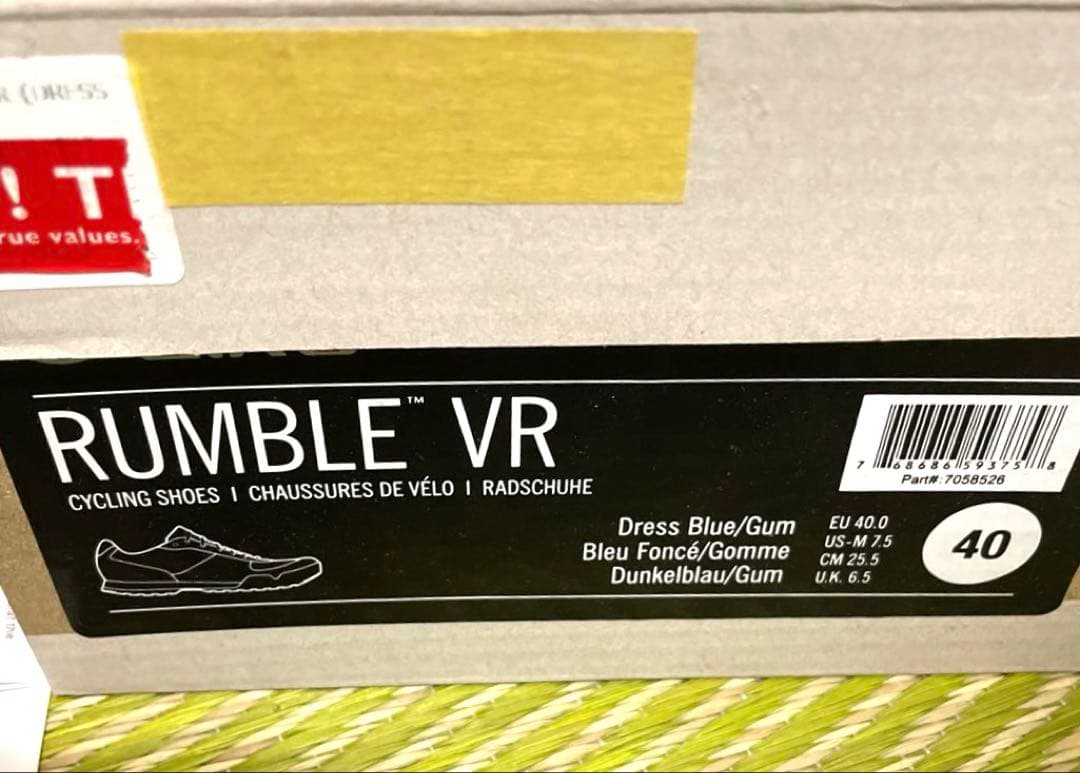 (DRESS
! T
rue values.
RUMBLE™ VR
CYCLING SHOES I CHAUSSURES DE VÉLO I RADSCHUHE
7 68686 59375 8
Part#:7058526
Dress Blue/Gum
Bleu Foncé/Gomme
Dunkelblau/Gum
EU 40.0
US-M 7.5
CM 25.5
U.K. 6.5
40